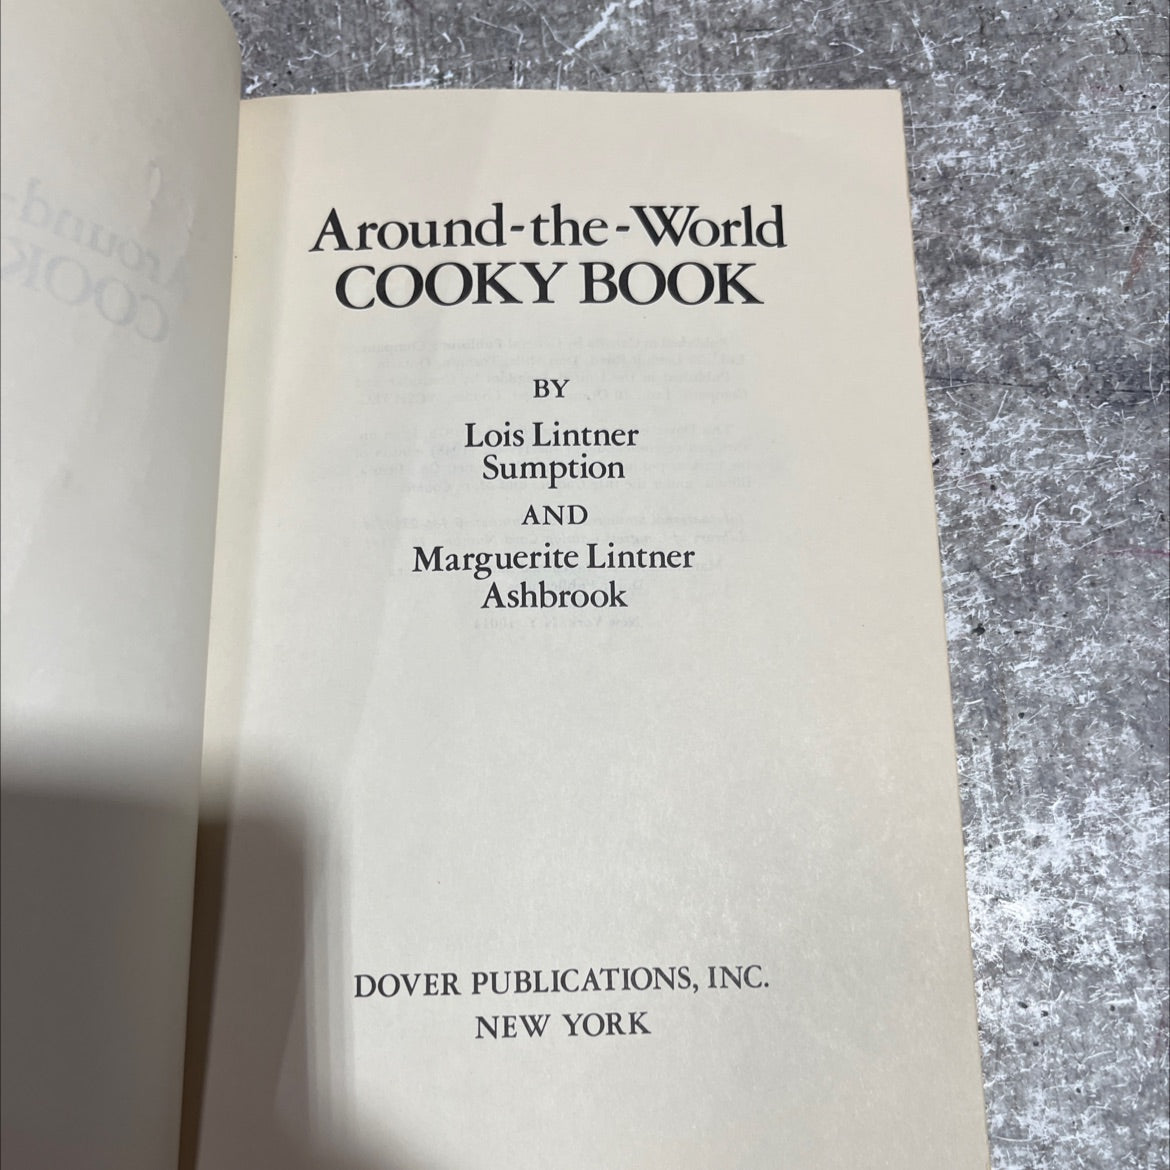 Around-the-World
COOKY BOOK
BY
Lois Lintner
Sumption
AND
Marguerite Lintner
Ashbrook
DOVER PUBLICATIONS, INC.
NEW YORK